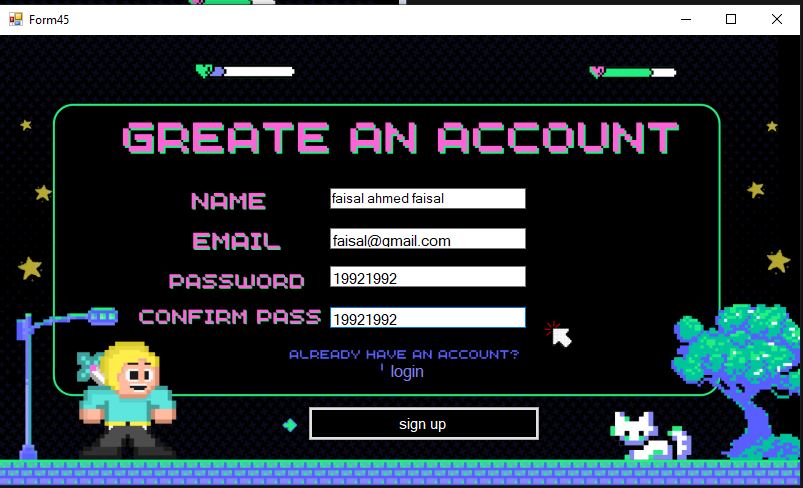 Form45
GREATE AN ACCOUNT
NAME
faisal ahmed faisal
EMAIL
faisal@gmail.com
PASSWORD
19921992
CONFIRM PASS
19921992
ALREADY HAVE AN ACCOUNT?
' login
sign up